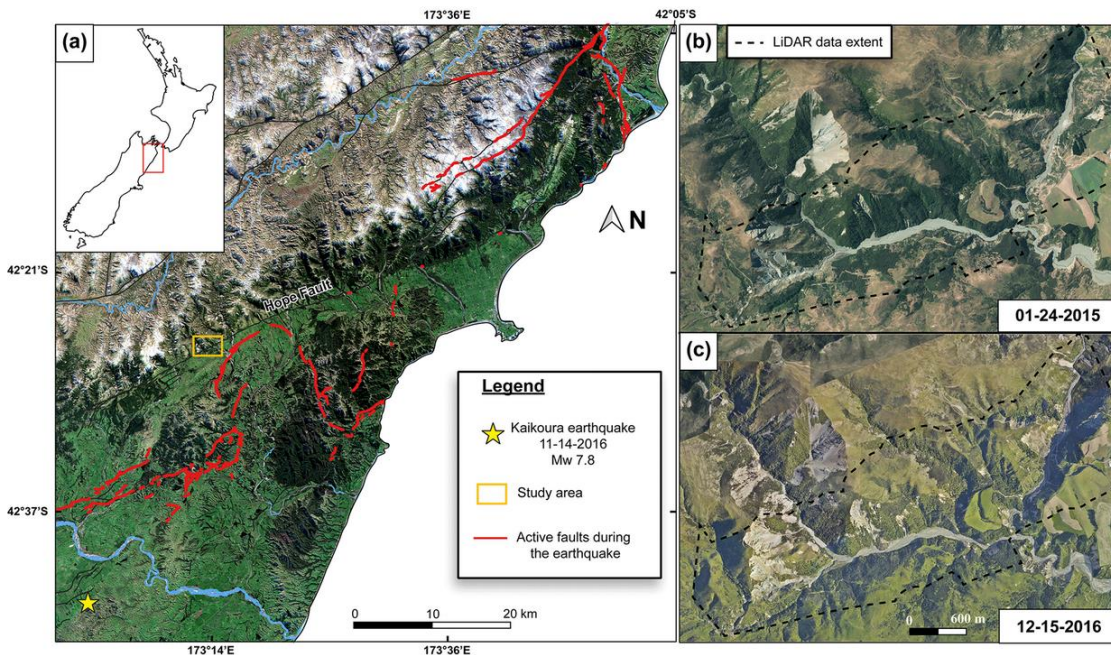 173°36'E
42°05'S
(a)
N
42°21'S
Hope Fault
Legend
Kaikoura earthquake
11-14-2016
Mw 7.8
Study area
Active faults during
the earthquake
42°37'S
0 10 20 km
173°14'E
173°36'E
(b)
LiDAR data extent
01-24-2015
(c)
0 600 m
12-15-2016